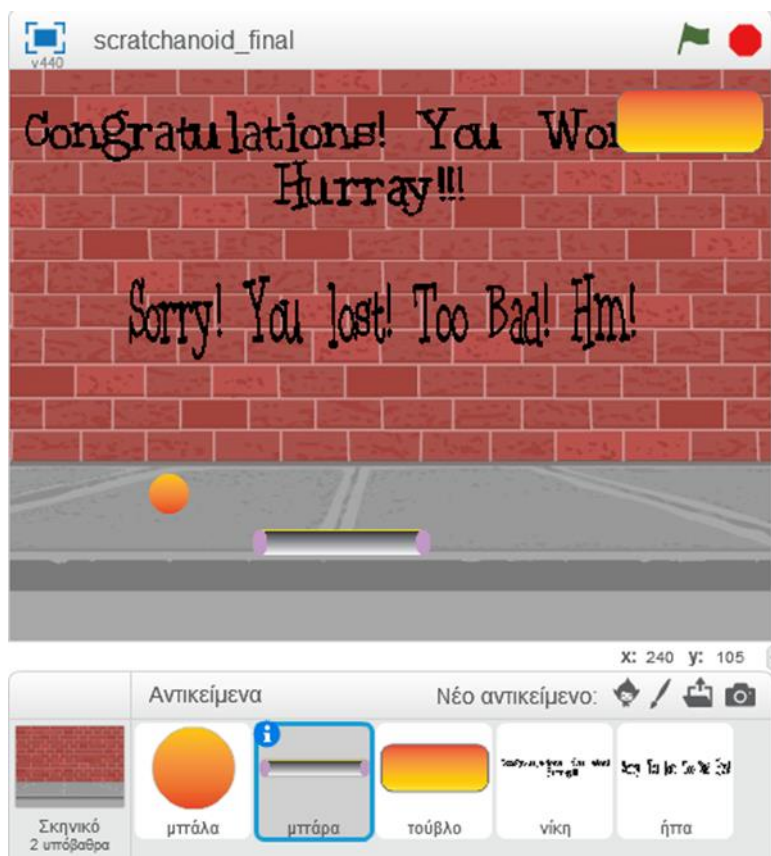 scratchanoid_final
v440
Congratulations! You Wo
Hurray!!!
Sorry! You lost! Too Bad! Hm!
x: 240 y: 105
Αντικείμενα
Νέο αντικείμενο:
Σκηνικό
2 υπόβαθρα
μπάλα
μπάρα
τούβλο
νίκη
ήττα